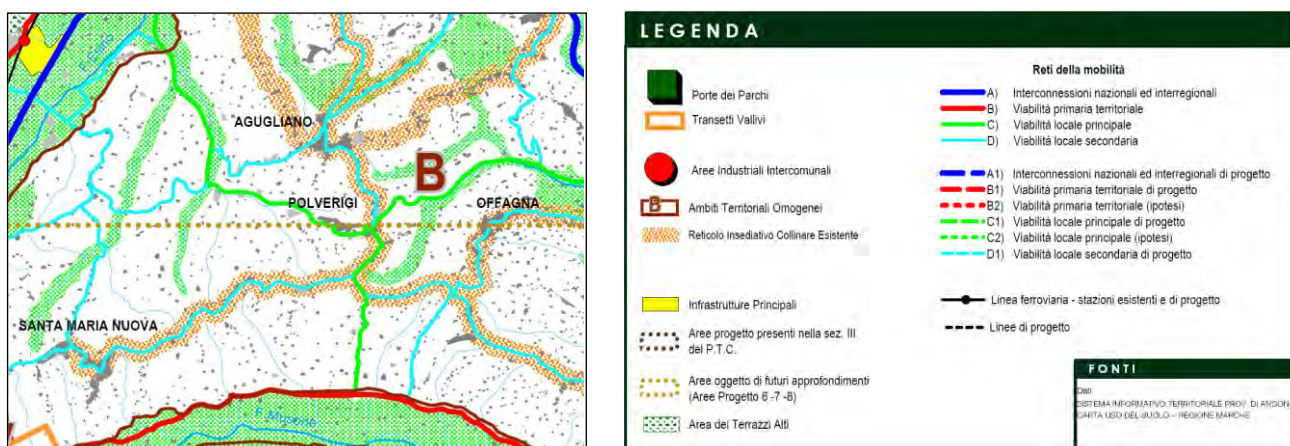 F. Esino
AGUGLIANO
B
POLVERIGI
OFFAGNA
SANTA MARIA NUOVA
F. Musone
LEGENDA
Porte dei Parchi
Transetti Vallivi
Aree Industriali Intercomunali
B
Ambiti Territoriali Omogenei
Reticolo Insediativo Collinare Esistente
Infrastrutture Principali
Aree progetto presenti nella sez. III
del P.T.C.
Aree oggetto di futuri approfondimenti
(Aree Progetto 6 -7 -8)
Area dei Terrazzi Alti
Reti della mobilità
A) Interconnessioni nazionali ed interregionali
B) Viabilità primaria territoriale
C) Viabilità locale principale
D) Viabilità locale secondaria
A1) Interconnessioni nazionali ed interregionali di progetto
B1) Viabilità primaria territoriale di progetto
B2) Viabilità primaria territoriale (ipotesi)
C1) Viabilità locale principale di progetto
C2) Viabilità locale principale (ipotesi)
D1) Viabilità locale secondaria di progetto
Linea ferroviaria - stazioni esistenti e di progetto
Linee di progetto
FONTI
Dati:
SISTEMA INFORMATIVO TERRITORIALE PROV. DI ANCON
CARTA USO DEL SUOLO - REGIONE MARCHE